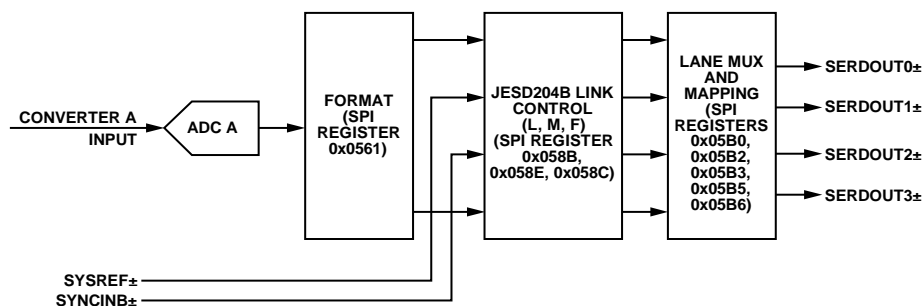 CONVERTER A
INPUT
ADC A
FORMAT
(SPI
REGISTER
0x0561)
JESD204B LINK
CONTROL
(L, M, F)
(SPI REGISTER
0x058B,
0x058E, 0x058C)
LANE MUX
AND
MAPPING
(SPI
REGISTERS
0x05B0,
0x05B2,
0x05B3,
0x05B5,
0x05B6)
SERDOUT0±
SERDOUT1±
SERDOUT2±
SERDOUT3±
SYSREF±
SYNCINB±